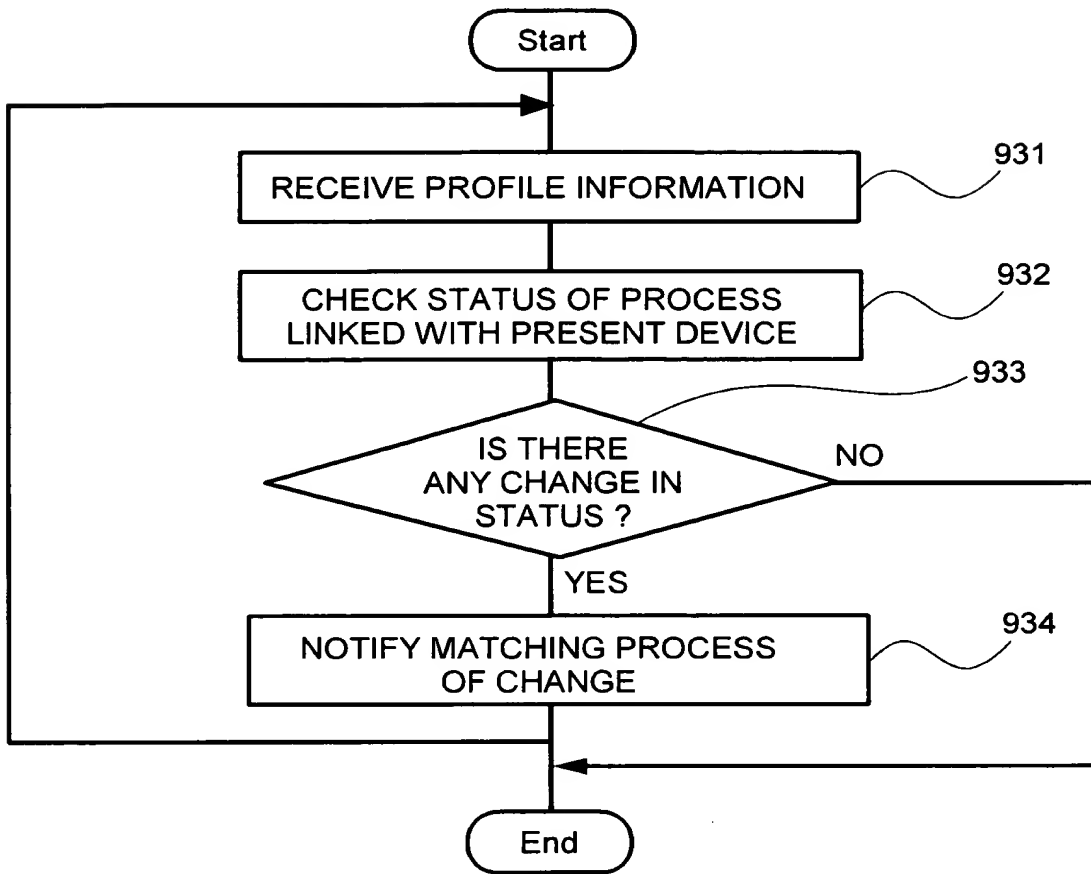 Start
RECEIVE PROFILE INFORMATION
931
CHECK STATUS OF PROCESS
LINKED WITH PRESENT DEVICE
932
933
IS THERE
ANY CHANGE IN
STATUS ?
NO
YES
NOTIFY MATCHING PROCESS
OF CHANGE
934
End